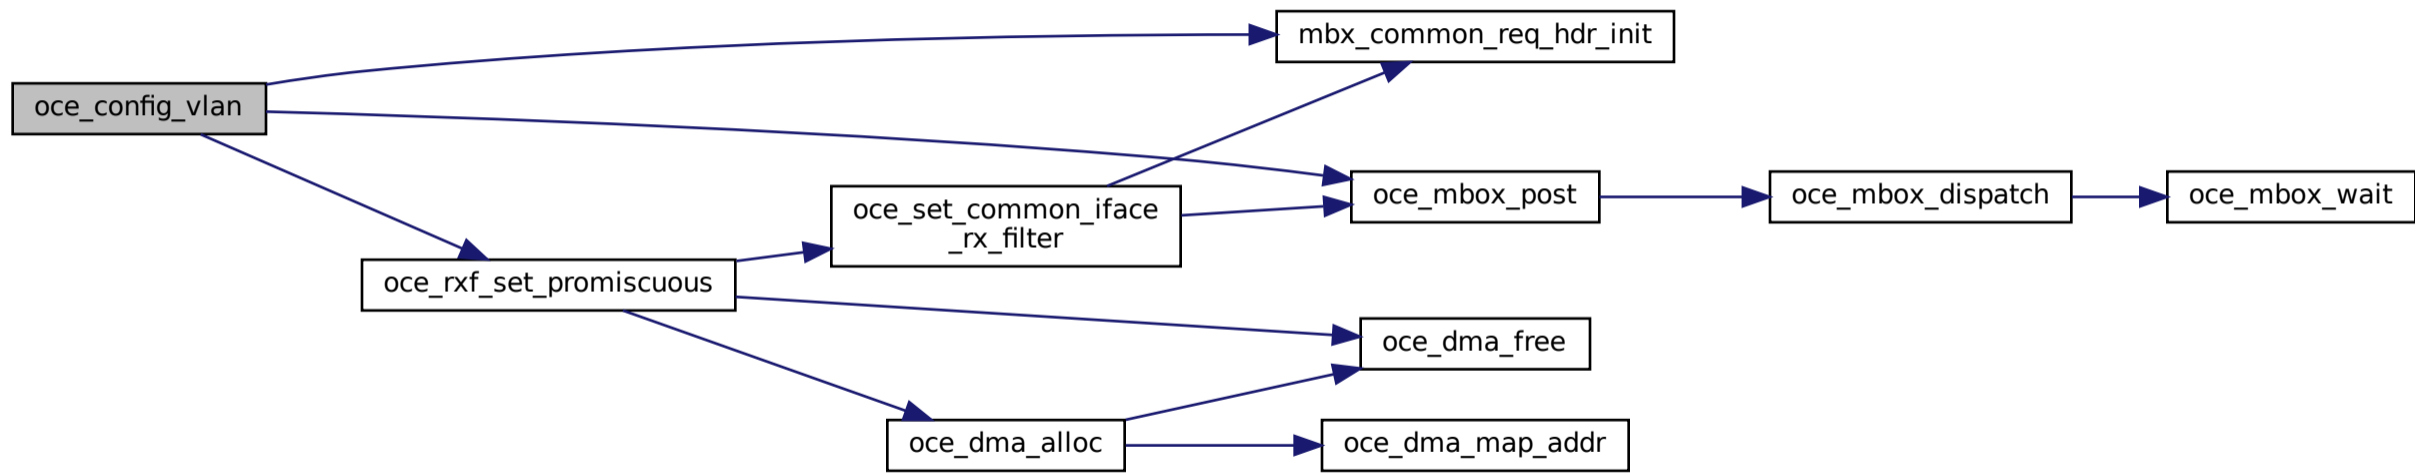 mbx_common_req_hdr_init
oce_config_vlan
oce_mbox_post
oce_mbox_dispatch
oce_mbox_wait
oce_set_common_iface
_rx_filter
oce_rxf_set_promiscuous
oce_dma_free
oce_dma_alloc
oce_dma_map_addr